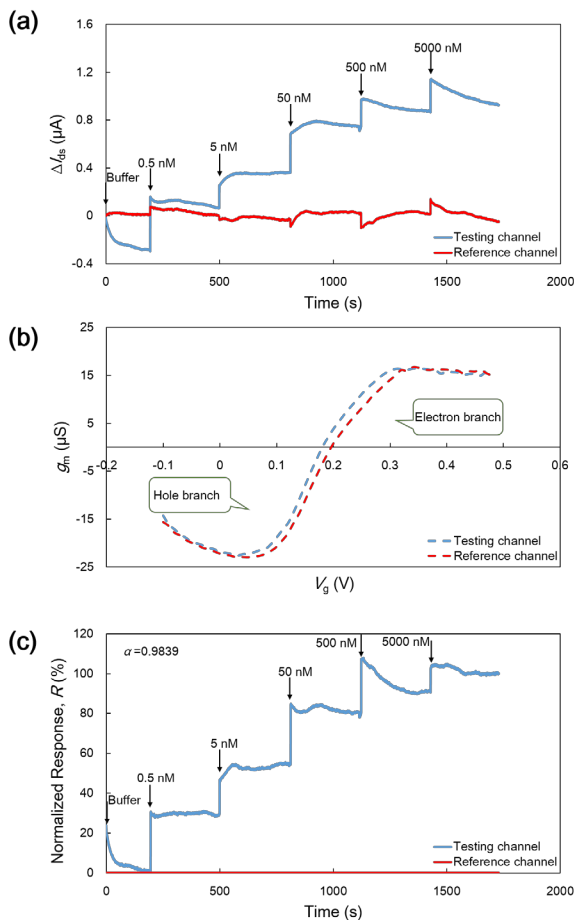 (a)
1.6
1.2
0.8
0.4
0
-0.4
ΔIds (μA)
Buffer
0.5 nM
5 nM
50 nM
500 nM
5000 nM
Testing channel
Reference channel
0
500
1000
1500
2000
Time (s)
(b)
25
15
5
-5
-15
-25
gm (μS)
-0.2
-0.1
0
0.1
0.2
0.3
0.4
0.5
0.6
Electron branch
Hole branch
Testing channel
Reference channel
Vg (V)
(c)
120
100
80
60
40
20
0
Normalized Response, R (%)
α=0.9839
Buffer
0.5 nM
5 nM
50 nM
500 nM
5000 nM
Testing channel
Reference channel
0
500
1000
1500
2000
Time (s)